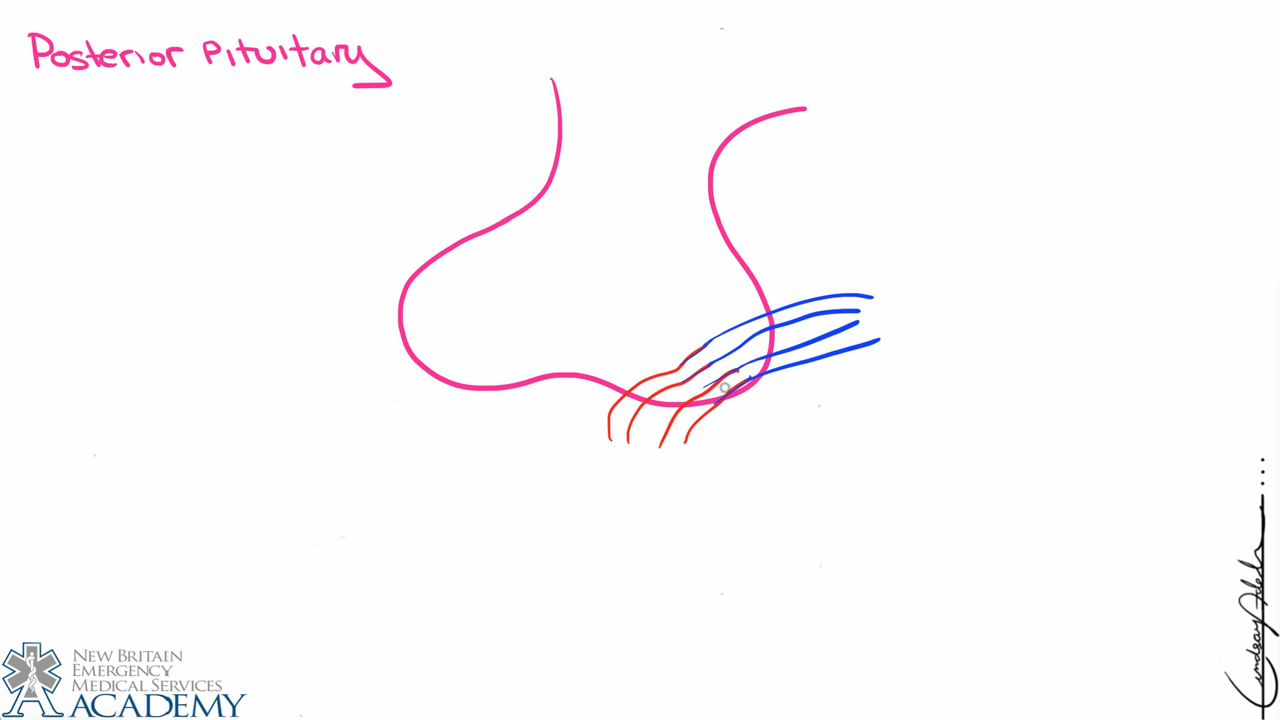 Posterior Pituitary
NEW BRITAIN
EMERGENCY
MEDICAL SERVICES
ACADEMY